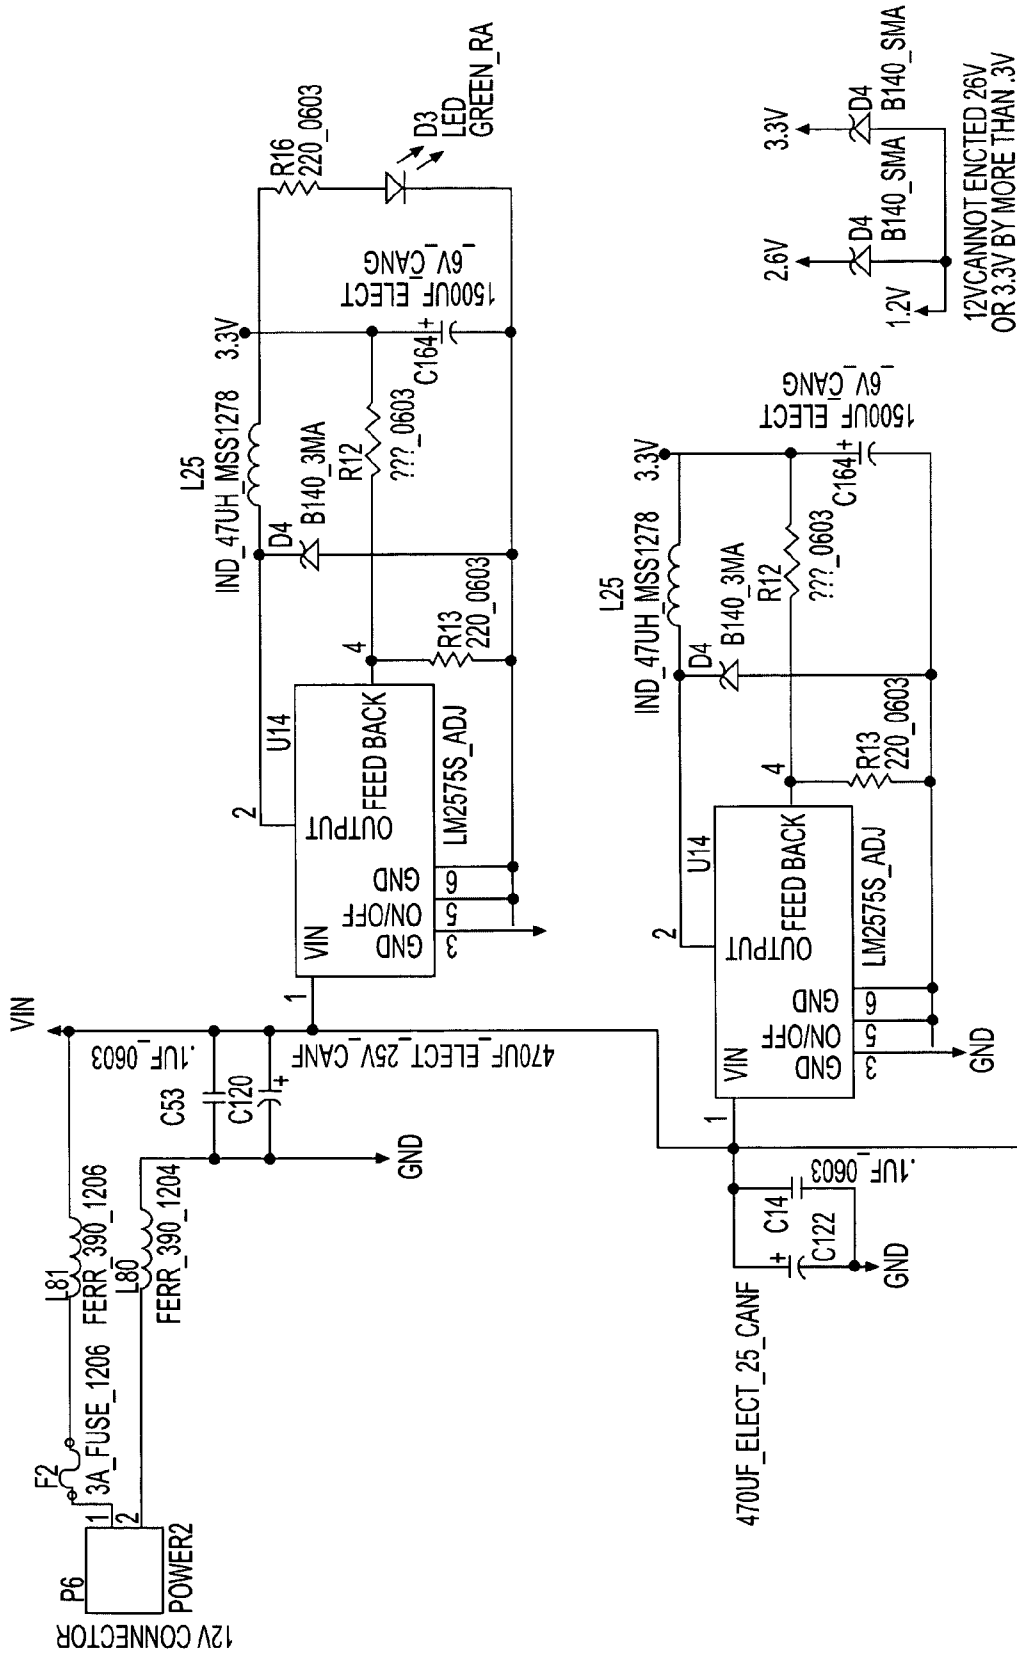 12V CONNECTOR
P6
POWER2
1
2
F2
3A_FUSE_1206
L81
FERR_390_1206
L80
FERR_390_1204
VIN
.1UF_0603
C53
C120
+
470UF_ELECT_25V_CANF
GND
1
U14
VIN
OUTPUT
FEED BACK
GND
ON/OFF
GND
3
5
6
LM2575S_ADJ
2
4
L25
IND_47UH_MSS1278
D4
B140_3MA
R12
???_0603
R13
220_0603
3.3V
C164
+
1500UF_ELECT
_6V_CANG
R16
220_0603
D3
LED
GREEN_RA
470UF_ELECT_25_CANF
+
C122
C14
.1UF_0603
GND
1
U14
VIN
OUTPUT
FEED BACK
GND
ON/OFF
GND
3
5
6
GND
LM2575S_ADJ
2
4
L25
IND_47UH_MSS1278
D4
B140_3MA
R12
???_0603
R13
220_0603
3.3V
C164
+
1500UF_ELECT
_6V_CANG
1.2V
2.6V
D4
B140_SMA
3.3V
D4
B140_SMA
12VCANNOT ENCTED 26V
OR 3.3V BY MORE THAN .3V